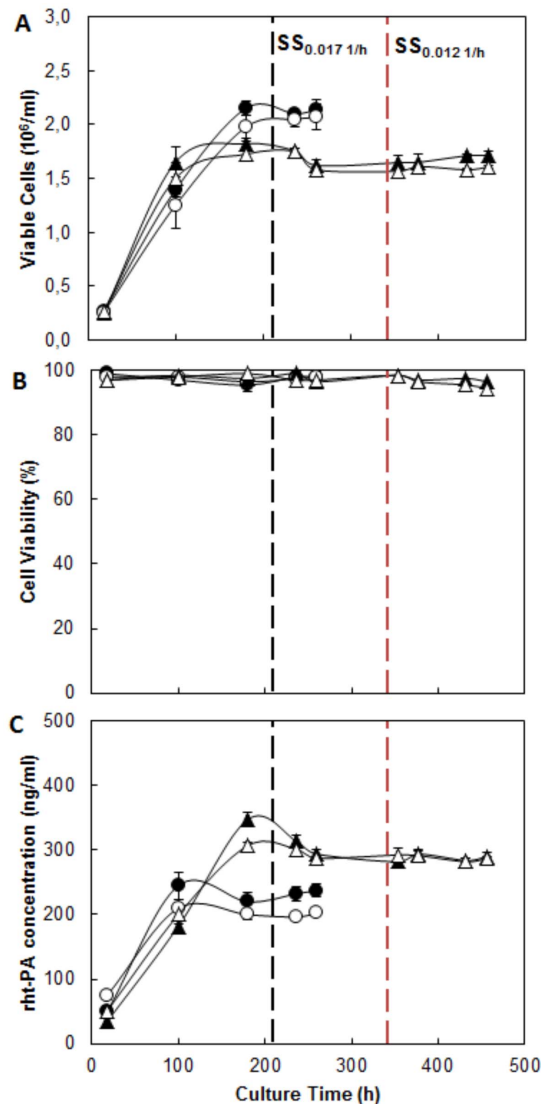 A
3,0
SS0.017 1/h
SS0.012 1/h
2,5
2,0
1,5
1,0
0,5
0,0
Viable Cells (10⁶/ml)
B
100
80
60
40
20
0
Cell Viability (%)
C
500
400
300
200
100
0
rht-PA concentration (ng/ml)
0 100 200 300 400 500
Culture Time (h)